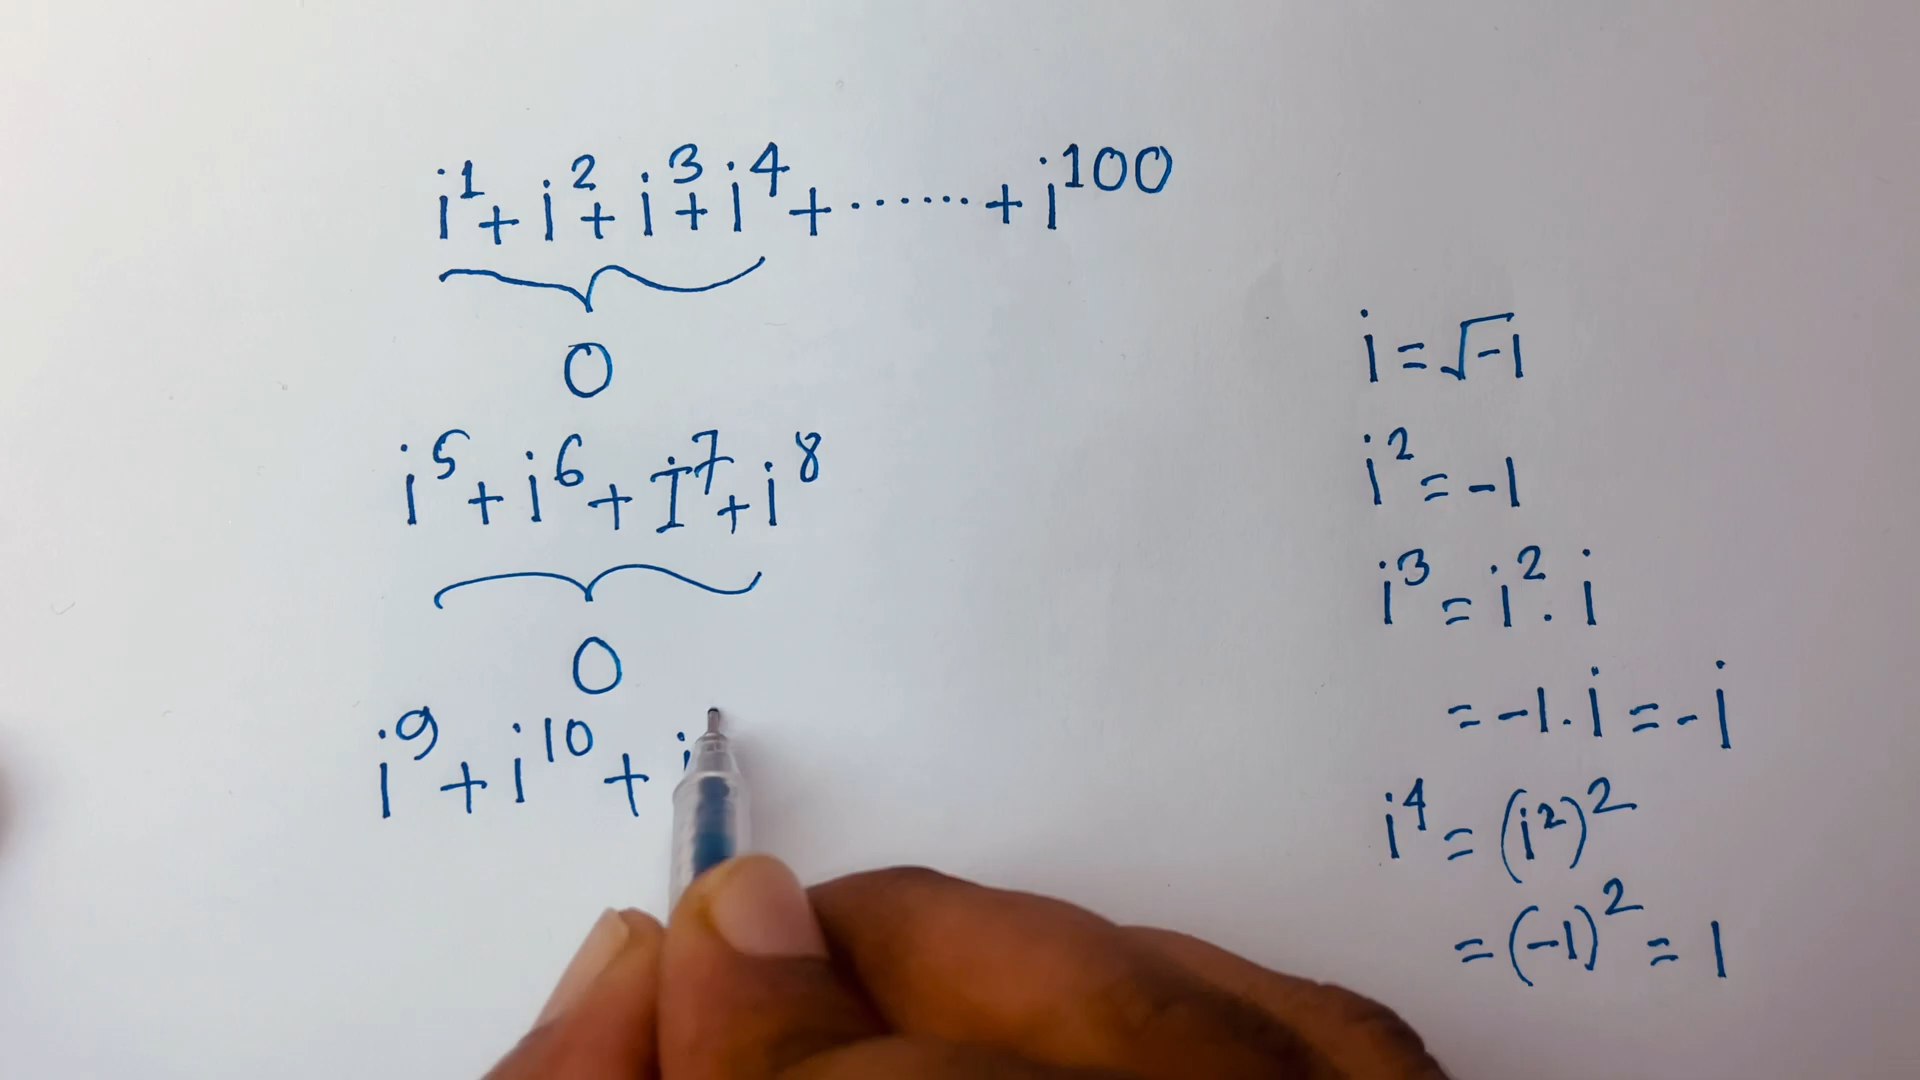 i¹ + i² + i³ + i⁴ + ....... + i¹⁰⁰
0
i⁵ + i⁶ + i⁷ + i⁸
0
i⁹ + i¹⁰ + i
i = √-1
i² = -1
i³ = i² . i
= -1 . i = -i
i⁴ = (i²)²
= (-1)² = 1